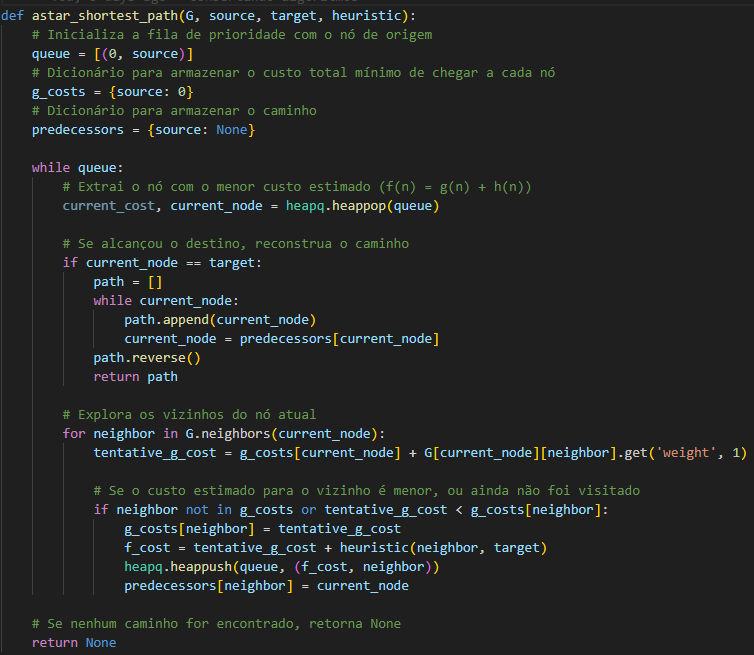 def astar_shortest_path(G, source, target, heuristic):
    # Inicializa a fila de prioridade com o nó de origem
    queue = [(0, source)]
    # Dicionário para armazenar o custo total mínimo de chegar a cada nó
    g_costs = {source: 0}
    # Dicionário para armazenar o caminho
    predecessors = {source: None}

    while queue:
        # Extrai o nó com o menor custo estimado (f(n) = g(n) + h(n))
        current_cost, current_node = heapq.heappop(queue)

        # Se alcançou o destino, reconstrua o caminho
        if current_node == target:
            path = []
            while current_node:
                path.append(current_node)
                current_node = predecessors[current_node]
            path.reverse()
            return path

        # Explora os vizinhos do nó atual
        for neighbor in G.neighbors(current_node):
            tentative_g_cost = g_costs[current_node] + G[current_node][neighbor].get('weight', 1)

            # Se o custo estimado para o vizinho é menor, ou ainda não foi visitado
            if neighbor not in g_costs or tentative_g_cost < g_costs[neighbor]:
                g_costs[neighbor] = tentative_g_cost
                f_cost = tentative_g_cost + heuristic(neighbor, target)
                heapq.heappush(queue, (f_cost, neighbor))
                predecessors[neighbor] = current_node

    # Se nenhum caminho for encontrado, retorna None
    return None